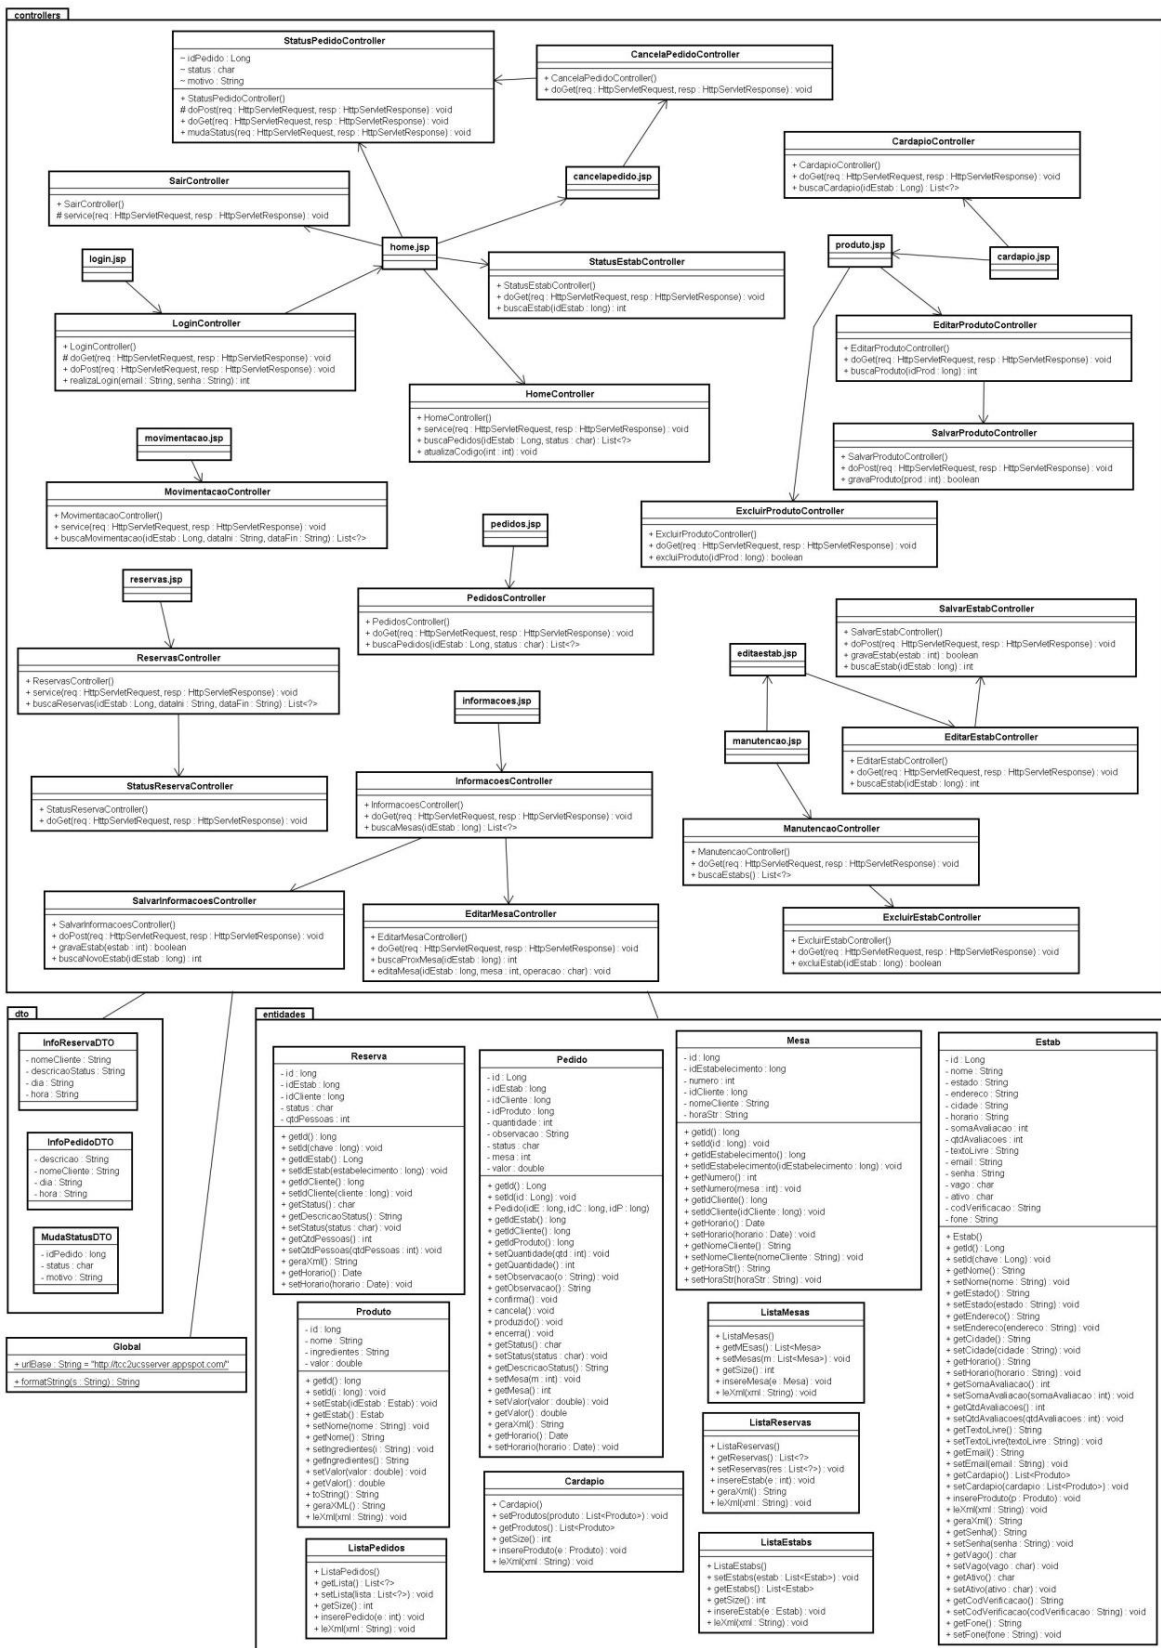 controllers
StatusPedidoController
~ idPedido : Long
~ status : char
~ motivo : String
+ StatusPedidoController()
# doPost(req : HttpServletRequest, resp : HttpServletResponse) : void
+ doGet(req : HttpServletRequest, resp : HttpServletResponse) : void
+ mudaStatus(req : HttpServletRequest, resp : HttpServletResponse) : void
CancelaPedidoController
+ CancelaPedidoController()
+ doGet(req : HttpServletRequest, resp : HttpServletResponse) : void
CardapioController
+ CardapioController()
+ doGet(req : HttpServletRequest, resp : HttpServletResponse) : void
+ buscaCardapio(idEstab : Long) : List<?>
SairController
+ SairController()
# service(req : HttpServletRequest, resp : HttpServletResponse) : void
cancelapedido.jsp
login.jsp
home.jsp
produto.jsp
cardapio.jsp
StatusEstabController
+ StatusEstabController()
+ doGet(req : HttpServletRequest, resp : HttpServletResponse) : void
+ buscaEstab(idEstab : long) : int
LoginController
+ LoginController()
# doGet(req : HttpServletRequest, resp : HttpServletResponse) : void
+ doPost(req : HttpServletRequest, resp : HttpServletResponse) : void
+ realizaLogin(email : String, senha : String) : int
EditarProdutoController
+ EditarProdutoController()
+ doGet(req : HttpServletRequest, resp : HttpServletResponse) : void
+ buscaProduto(idProd : long) : int
HomeController
+ HomeController()
+ service(req : HttpServletRequest, resp : HttpServletResponse) : void
+ buscaPedidos(idEstab : Long, status : char) : List<?>
+ atualizaCodigo(int : int) : void
movimentacao.jsp
SalvarProdutoController
+ SalvarProdutoController()
+ doPost(req : HttpServletRequest, resp : HttpServletResponse) : void
+ gravaProduto(prod : int) : boolean
MovimentacaoController
+ MovimentacaoController()
+ service(req : HttpServletRequest, resp : HttpServletResponse) : void
+ buscaMovimentacao(idEstab : Long, dataIni : String, dataFin : String) : List<?>
pedidos.jsp
ExcluirProdutoController
+ ExcluirProdutoController()
+ doGet(req : HttpServletRequest, resp : HttpServletResponse) : void
+ excluiProduto(idProd : long) : boolean
reservas.jsp
PedidosController
+ PedidosController()
+ doGet(req : HttpServletRequest, resp : HttpServletResponse) : void
+ buscaPedidos(idEstab : Long, status : char) : List<?>
SalvarEstabController
+ SalvarEstabController()
+ doPost(req : HttpServletRequest, resp : HttpServletResponse) : void
+ gravaEstab(estab : int) : boolean
+ buscaEstab(idEstab : long) : int
ReservasController
+ ReservasController()
+ service(req : HttpServletRequest, resp : HttpServletResponse) : void
+ buscaReservas(idEstab : Long, dataIni : String, dataFin : String) : List<?>
editaestab.jsp
informacoes.jsp
manutencao.jsp
EditarEstabController
+ EditarEstabController()
+ doGet(req : HttpServletRequest, resp : HttpServletResponse) : void
+ buscaEstab(idEstab : long) : int
StatusReservaController
+ StatusReservaController()
+ doGet(req : HttpServletRequest, resp : HttpServletResponse) : void
InformacoesController
+ InformacoesController()
+ doGet(req : HttpServletRequest, resp : HttpServletResponse) : void
+ buscaMesas(idEstab : long) : List<?>
ManutencaoController
+ ManutencaoController()
+ doGet(req : HttpServletRequest, resp : HttpServletResponse) : void
+ buscaEstabs() : List<?>
SalvarInformacoesController
+ SalvarInformacoesController()
+ doPost(req : HttpServletRequest, resp : HttpServletResponse) : void
+ gravaEstab(estab : int) : boolean
+ buscaNovoEstab(idEstab : long) : int
EditarMesaController
+ EditarMesaController()
+ doGet(req : HttpServletRequest, resp : HttpServletResponse) : void
+ buscaProxMesa(idEstab : long) : int
+ editaMesa(idEstab : long, mesa : int, operacao : char) : void
ExcluirEstabController
+ ExcluirEstabController()
+ doGet(req : HttpServletRequest, resp : HttpServletResponse) : void
+ excluiEstab(idEstab : long) : boolean
dto
InfoReservaDTO
- nomeCliente : String
- descricaoStatus : String
- dia : String
- hora : String
InfoPedidoDTO
- descricao : String
- nomeCliente : String
- dia : String
- hora : String
MudaStatusDTO
- idPedido : long
- status : char
- motivo : String
Global
+ urlBase : String = "http://tcc2ucsserver.appspot.com/"
+ formatString(s : String) : String
entidades
Reserva
- id : long
- idEstab : long
- idCliente : long
- status : char
- qtdPessoas : int
+ getId() : long
+ setId(chave : long) : void
+ getIdEstab() : Long
+ setIdEstab(estabelecimento : long) : void
+ getIdCliente() : long
+ setIdCliente(cliente : long) : void
+ getStatus() : char
+ getDescricaoStatus() : String
+ setStatus(status : char) : void
+ getQtdPessoas() : int
+ setQtdPessoas(qtdPessoas : int) : void
+ geraXml() : String
+ getHorario() : Date
+ setHorario(horario : Date) : void
Produto
- id : long
- nome : String
- ingredientes : String
- valor : double
+ getId() : long
+ setId(i : long) : void
+ setEstab(idEstab : Estab) : void
+ getEstab() : Estab
+ setNome(nome : String) : void
+ getNome() : String
+ setIngredientes(i : String) : void
+ getIngredientes() : String
+ setValor(valor : double) : void
+ getValor() : double
+ toString() : String
+ geraXML() : String
+ leXml(xml : String) : void
ListaPedidos
+ ListaPedidos()
+ getLista() : List<?>
+ setLista(lista : List<?>) : void
+ getSize() : int
+ inserePedido(e : int) : void
+ leXml(xml : String) : void
Pedido
- id : Long
- idEstab : long
- idCliente : long
- idProduto : long
- quantidade : int
- observacao : String
- status : char
- mesa : int
- valor : double
+ getId() : Long
+ setId(id : Long) : void
+ Pedido(idE : long, idC : long, idP : long)
+ getIdEstab() : long
+ getIdCliente() : long
+ getIdProduto() : long
+ setQuantidade(qtd : int) : void
+ getQuantidade() : int
+ setObservacao(o : String) : void
+ getObservacao() : String
+ confirma() : void
+ cancela() : void
+ produzido() : void
+ encerra() : void
+ getStatus() : char
+ setStatus(status : char) : void
+ getDescricaoStatus() : String
+ setMesa(m : int) : void
+ getMesa() : int
+ setValor(valor : double) : void
+ getValor() : double
+ geraXml() : String
+ getHorario() : Date
+ setHorario(horario : Date) : void
Cardapio
+ Cardapio()
+ setProdutos(produto : List<Produto>) : void
+ getProdutos() : List<Produto>
+ getSize() : int
+ insereProduto(e : Produto) : void
+ leXml(xml : String) : void
Mesa
- id : long
- idEstabelecimento : long
- numero : int
- idCliente : long
- nomeCliente : String
- horaStr : String
+ getId() : long
+ setId(id : long) : void
+ getIdEstabelecimento() : long
+ setIdEstabelecimento(idEstabelecimento : long) : void
+ getNumero() : int
+ setNumero(mesa : int) : void
+ getIdCliente() : long
+ setIdCliente(idCliente : long) : void
+ getHorario() : Date
+ setHorario(horario : Date) : void
+ getNomeCliente() : String
+ setNomeCliente(nomeCliente : String) : void
+ getHoraStr() : String
+ setHoraStr(horaStr : String) : void
ListaMesas
+ ListaMesas()
+ getMEsas() : List<Mesa>
+ setMesas(m : List<Mesa>) : void
+ getSize() : int
+ insereMesa(e : Mesa) : void
+ leXml(xml : String) : void
ListaReservas
+ ListaReservas()
+ getReservas() : List<?>
+ setReservas(res : List<?>) : void
+ insereEstab(e : int) : void
+ geraXml() : String
+ leXml(xml : String) : void
ListaEstabs
+ ListaEstabs()
+ setEstabs(estab : List<Estab>) : void
+ getEstabs() : List<Estab>
+ getSize() : int
+ insereEstab(e : Estab) : void
+ leXml(xml : String) : void
Estab
- id : Long
- nome : String
- estado : String
- endereco : String
- cidade : String
- horario : String
- somaAvaliacao : int
- qtdAvaliacoes : int
- textoLivre : String
- email : String
- senha : String
- vago : char
- ativo : char
- codVerificacao : String
- fone : String
+ Estab()
+ getId() : Long
+ setId(chave : Long) : void
+ getNome() : String
+ setNome(nome : String) : void
+ getEstado() : String
+ setEstado(estado : String) : void
+ getEndereco() : String
+ setEndereco(endereco : String) : void
+ getCidade() : String
+ setCidade(cidade : String) : void
+ getHorario() : String
+ setHorario(horario : String) : void
+ getSomaAvaliacao() : int
+ setSomaAvaliacao(somaAvaliacao : int) : void
+ getQtdAvaliacoes() : int
+ setQtdAvaliacoes(qtdAvaliacoes : int) : void
+ getTextoLivre() : String
+ setTextoLivre(textoLivre : String) : void
+ getEmail() : String
+ setEmail(email : String) : void
+ getCardapio() : List<Produto>
+ setCardapio(cardapio : List<Produto>) : void
+ insereProduto(p : Produto) : void
+ leXml(xml : String) : void
+ geraXml() : String
+ getSenha() : String
+ setSenha(senha : String) : void
+ getVago() : char
+ setVago(vago : char) : void
+ getAtivo() : char
+ setAtivo(ativo : char) : void
+ getCodVerificacao() : String
+ setCodVerificacao(codVerificacao : String) : void
+ getFone() : String
+ setFone(fone : String) : void